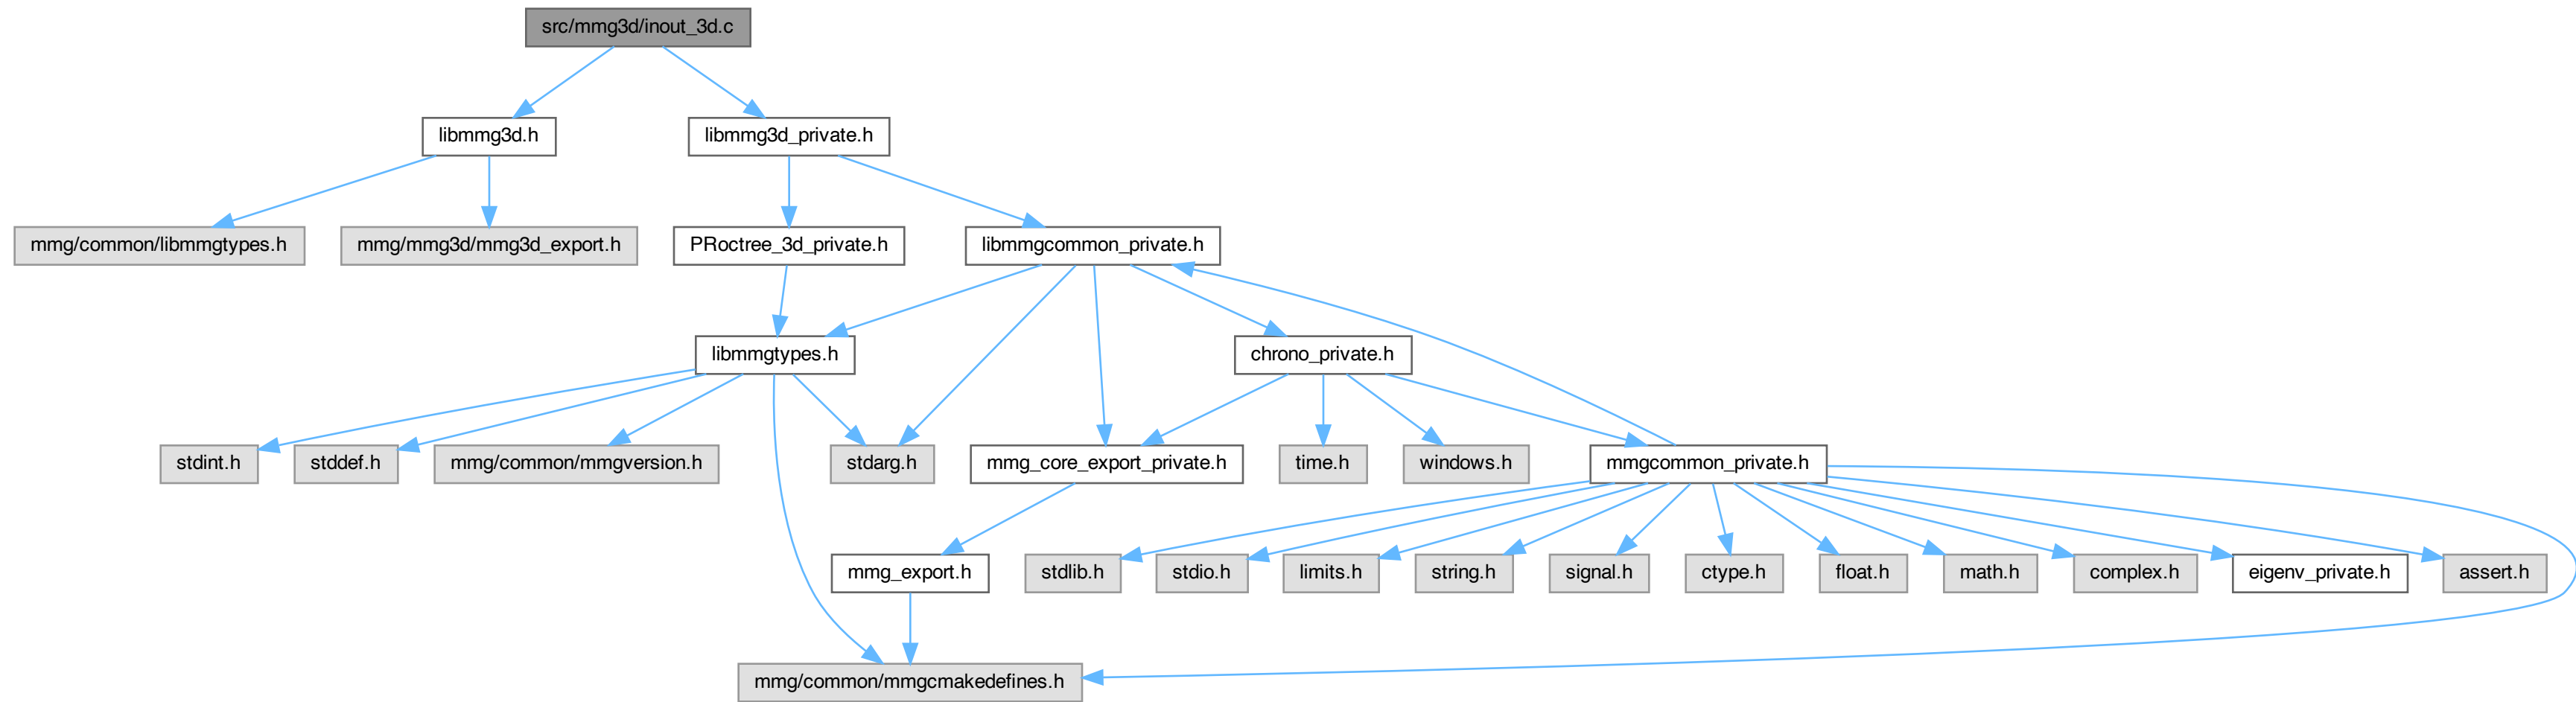 src/mmg3d/inout_3d.c
libmmg3d.h
libmmg3d_private.h
mmg/common/libmmgtypes.h
mmg/mmg3d/mmg3d_export.h
PRoctree_3d_private.h
libmmgcommon_private.h
libmmgtypes.h
chrono_private.h
stdint.h
stddef.h
mmg/common/mmgversion.h
stdarg.h
mmg_core_export_private.h
time.h
windows.h
mmgcommon_private.h
mmg_export.h
stdlib.h
stdio.h
limits.h
string.h
signal.h
ctype.h
float.h
math.h
complex.h
eigenv_private.h
assert.h
mmg/common/mmgcmakedefines.h